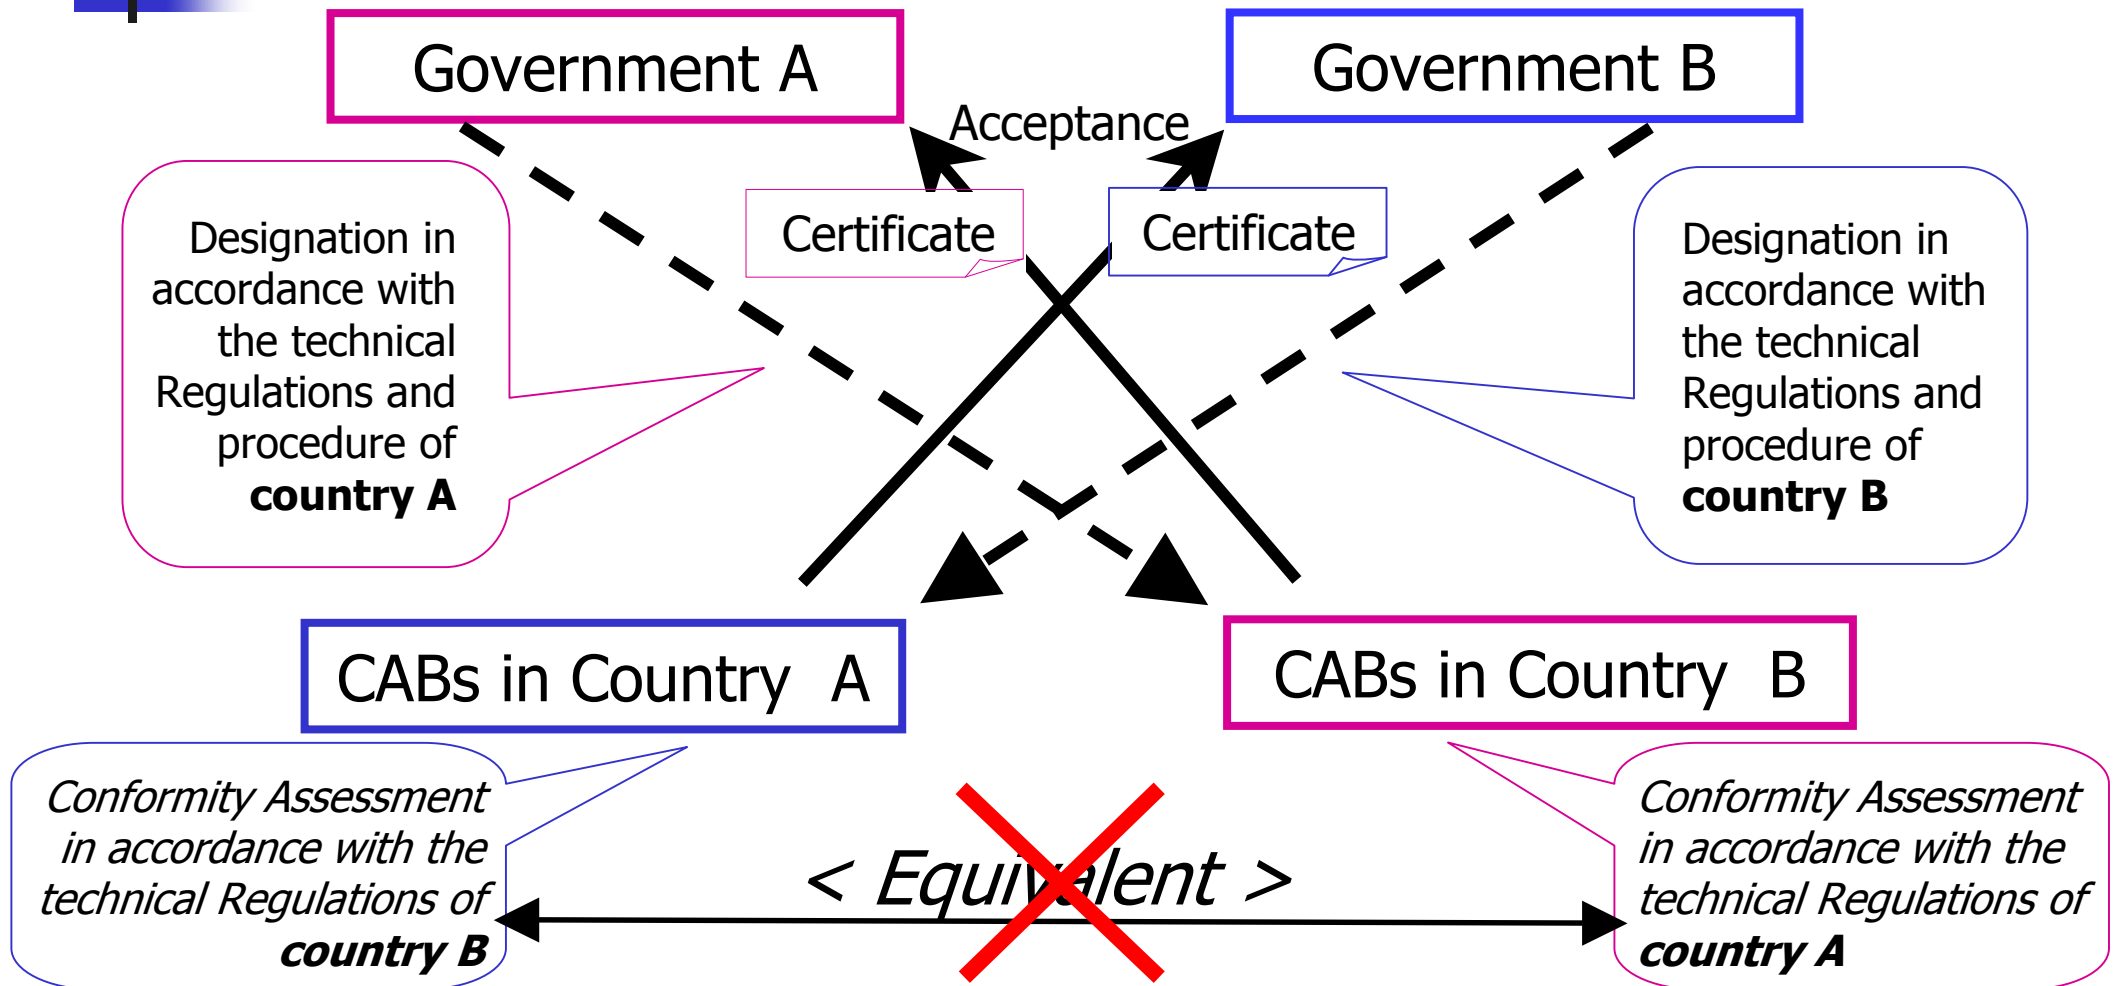 Government A
Government B
Acceptance
Certificate
Certificate
Designation in
accordance with
the technical
Regulations and
procedure of
country A
Designation in
accordance with
the technical
Regulations and
procedure of
country B
CABs in Country A
CABs in Country B
Conformity Assessment
in accordance with the
technical Regulations of
country B
< Equivalent >
Conformity Assessment
in accordance with the
technical Regulations of
country A